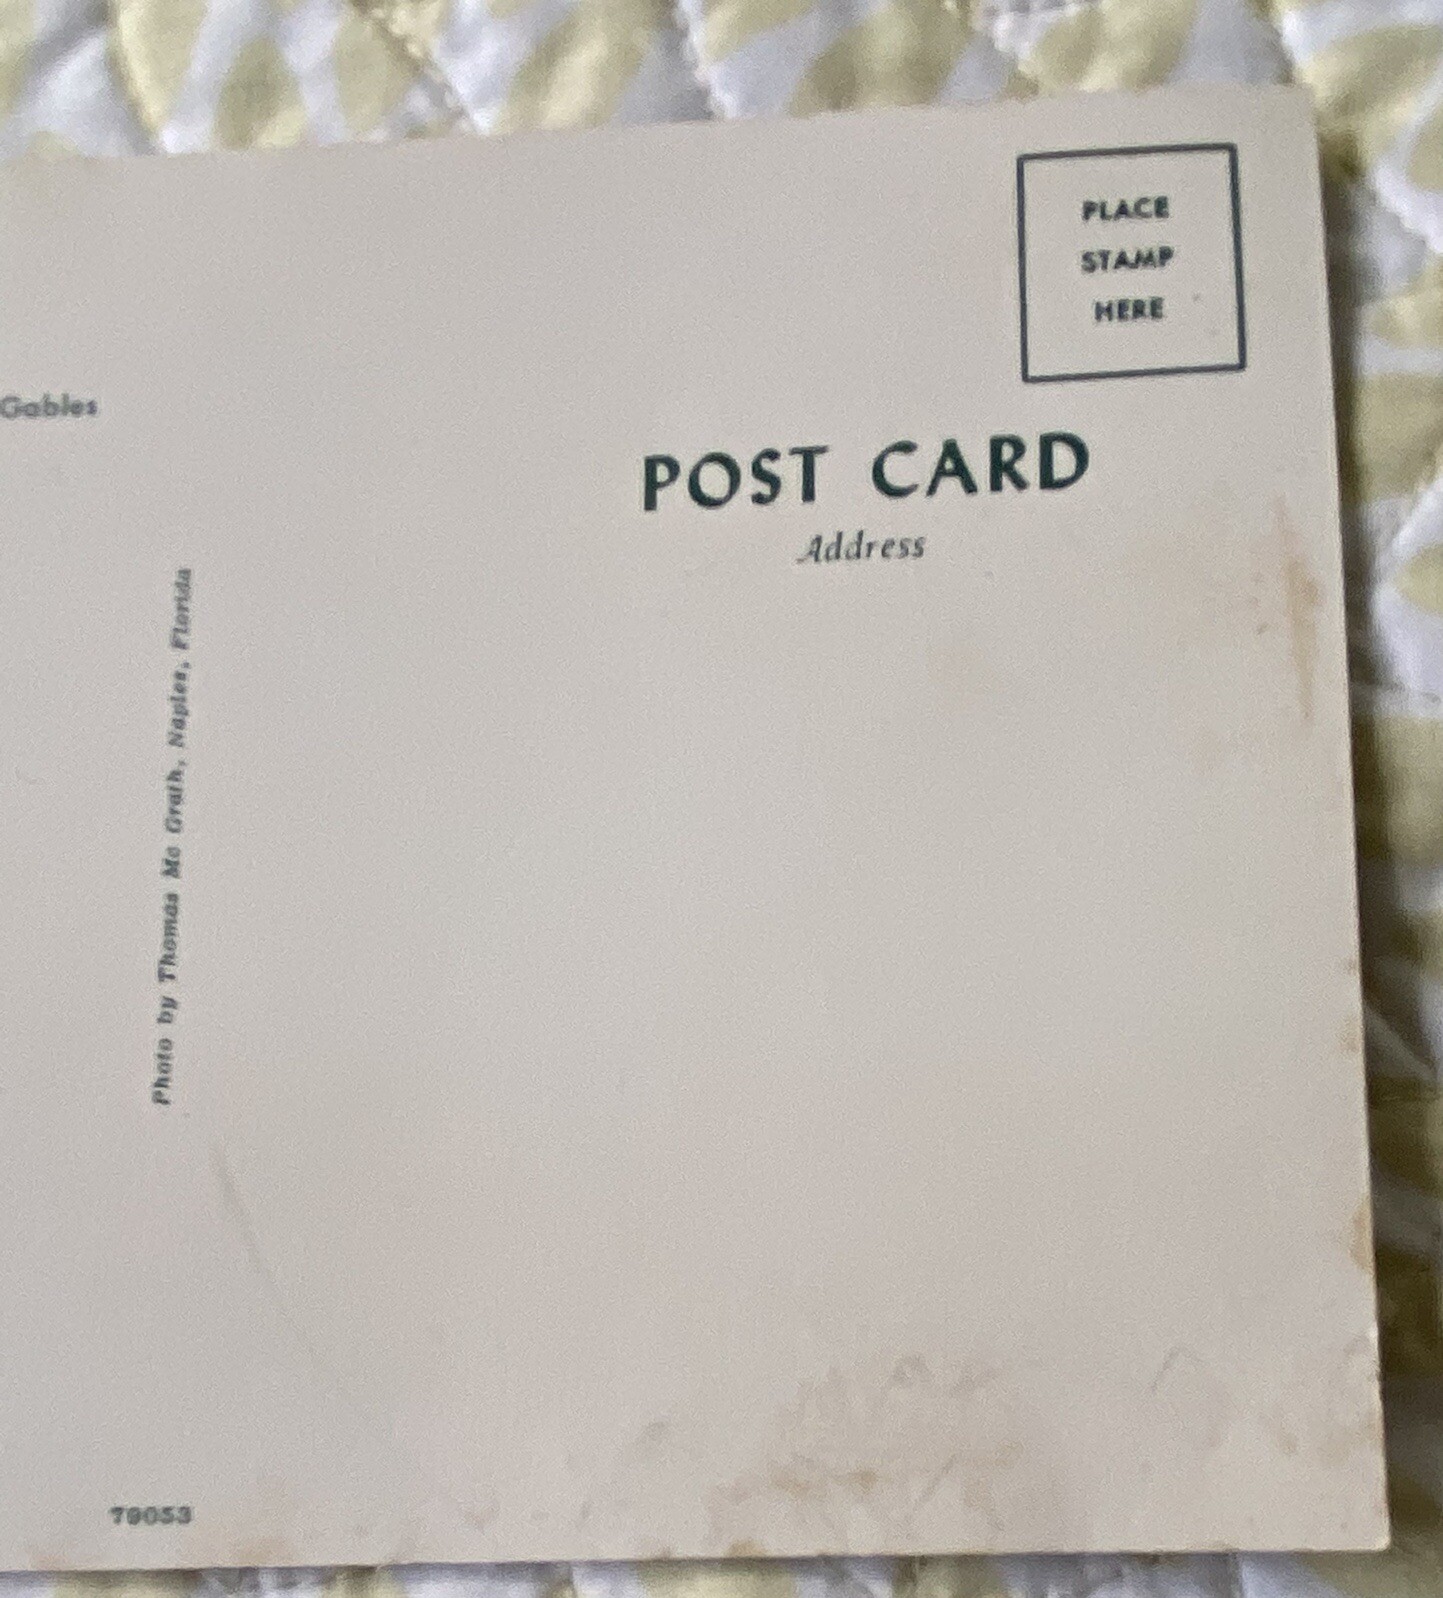 PLACE
STAMP
HERE
Gables
POST CARD
Address
Photo by Thomas Mc Grath, Naples, Florida
79053